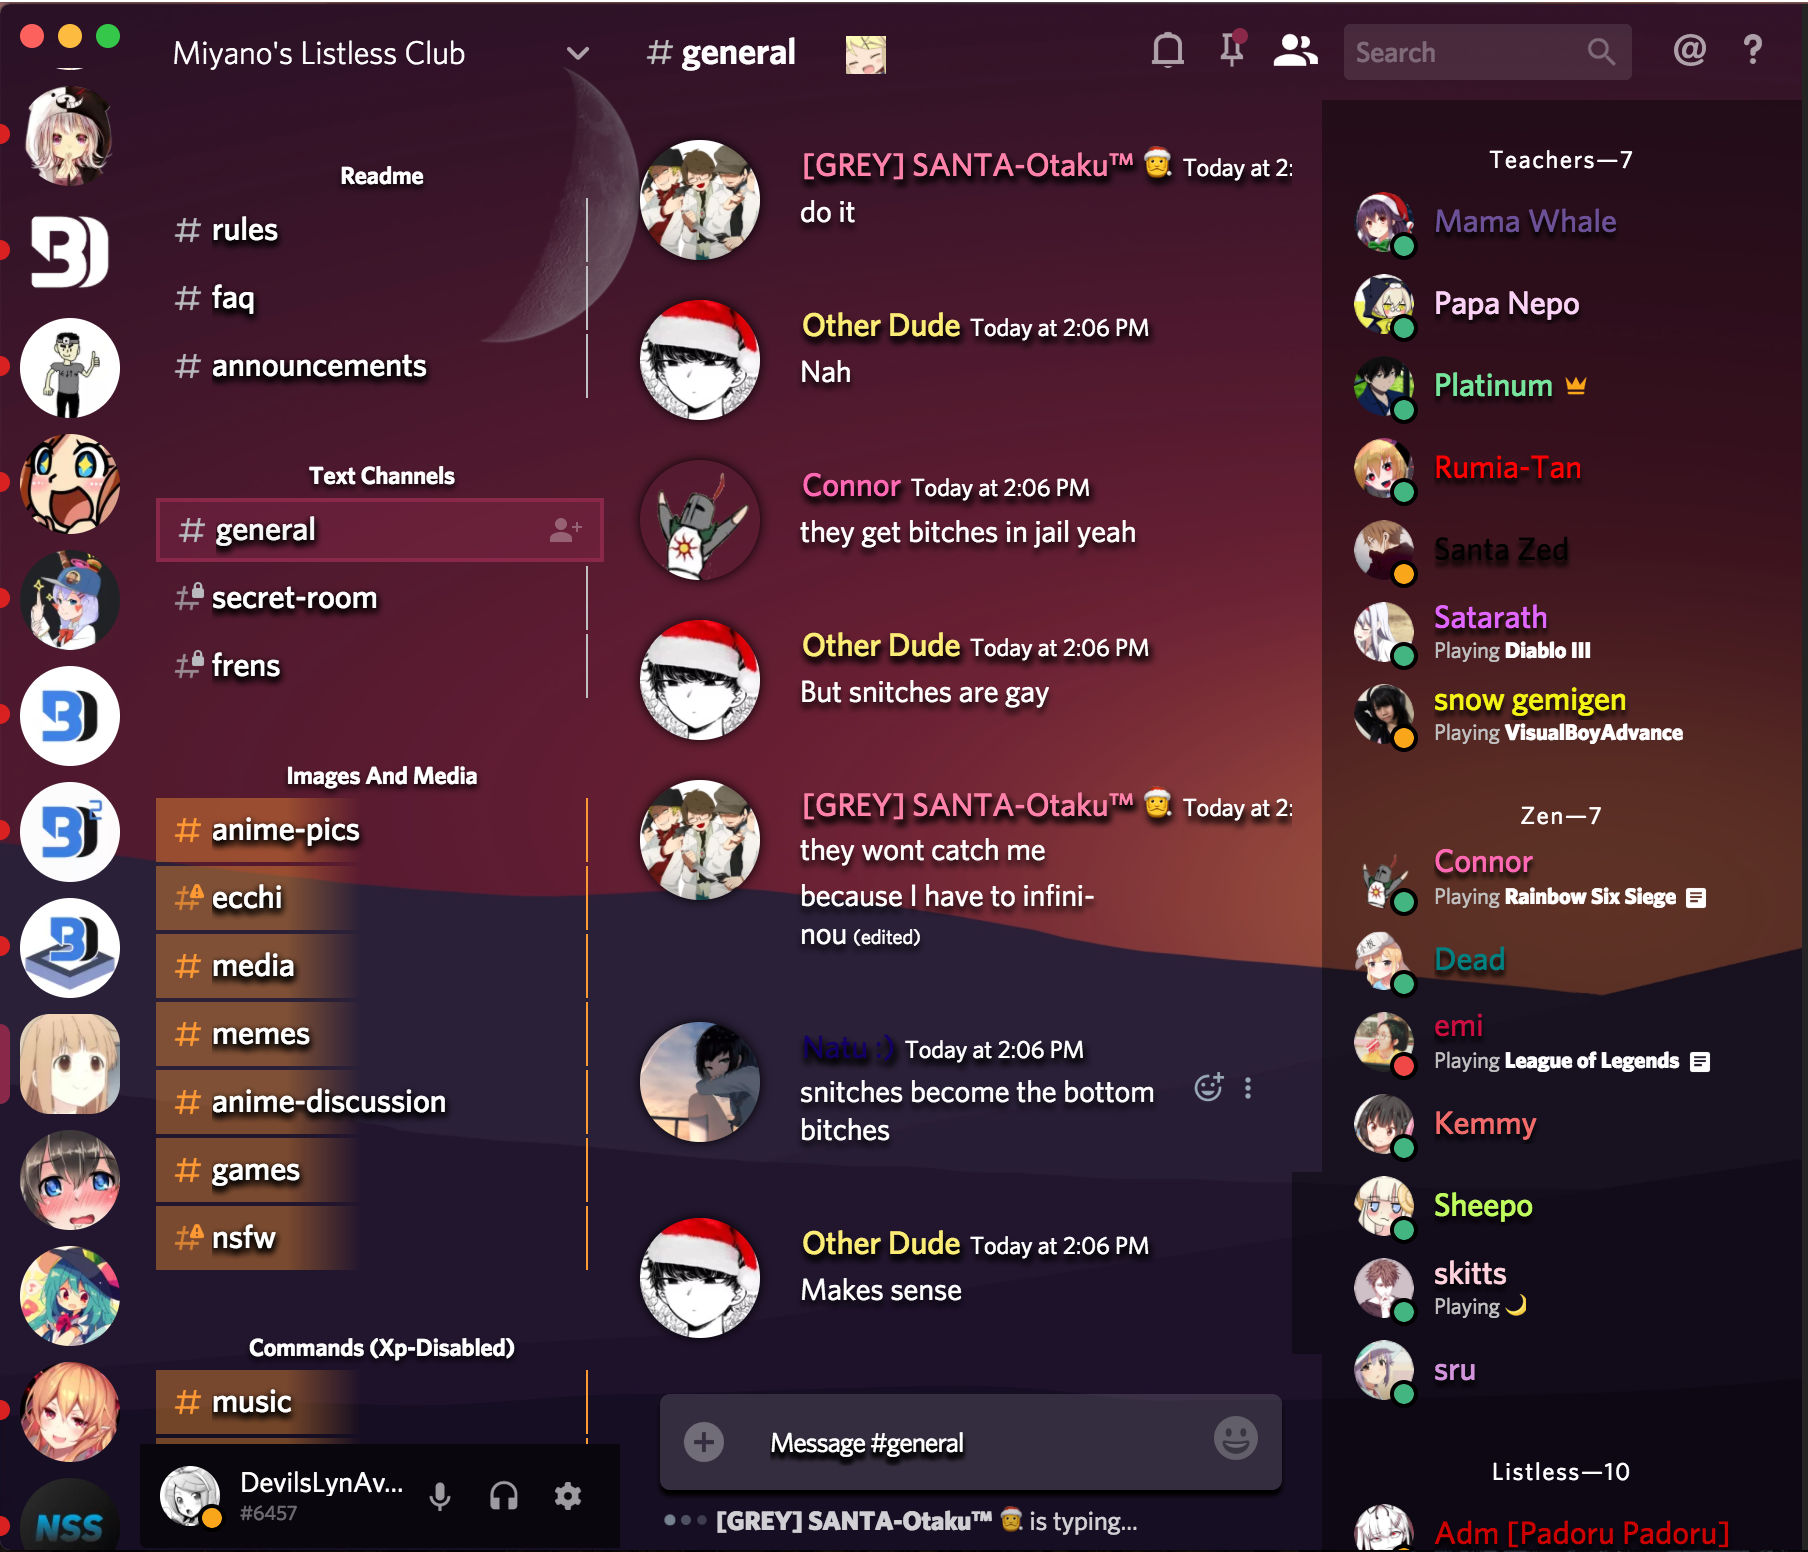 Miyano's Listless Club
# general
Search
@
?
Readme
# rules
# faq
# announcements
Text Channels
# general
# secret-room
# frens
Images And Media
# anime-pics
# ecchi
# media
# memes
# anime-discussion
# games
# nsfw
Commands (Xp-Disabled)
# music
DevilsLynAv...
#6457
NSS
[GREY] SANTA-Otaku™ 🎅 Today at 2:
do it
Other Dude Today at 2:06 PM
Nah
Connor Today at 2:06 PM
they get bitches in jail yeah
Other Dude Today at 2:06 PM
But snitches are gay
[GREY] SANTA-Otaku™ 🎅 Today at 2:
they wont catch me
because I have to infini-
nou (edited)
Natu :) Today at 2:06 PM
snitches become the bottom
bitches
Other Dude Today at 2:06 PM
Makes sense
Message #general
[GREY] SANTA-Otaku™ 🎅 is typing...
Teachers—7
Mama Whale
Papa Nepo
Platinum
Rumia-Tan
Santa Zed
Satarath
Playing Diablo III
snow gemigen
Playing VisualBoyAdvance
Zen—7
Connor
Playing Rainbow Six Siege
Dead
emi
Playing League of Legends
Kemmy
Sheepo
skitts
Playing 🌙
sru
Listless—10
Adm [Padoru Padoru]